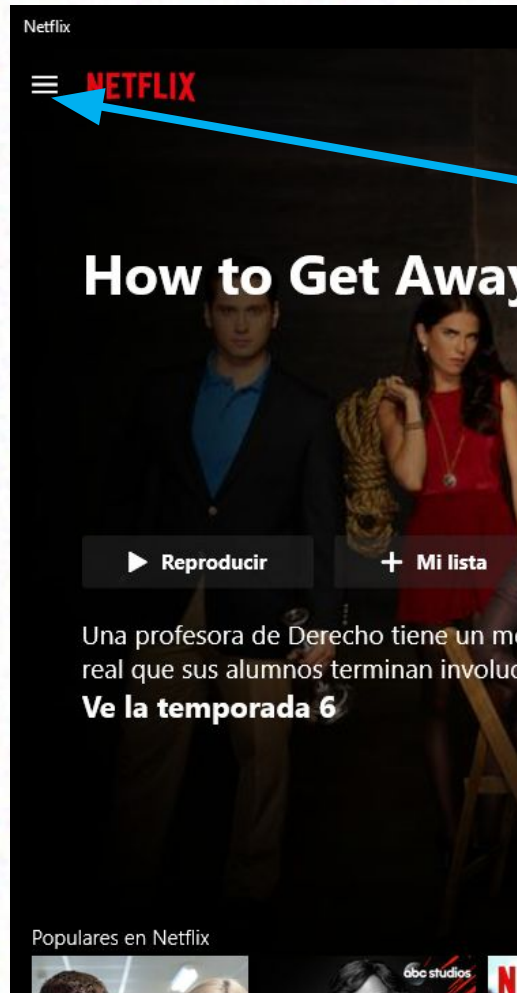 Netflix
NETFLIX
How to Get Away
Reproducir
Mi lista
Una profesora de Derecho tiene un
real que sus alumnos terminan
Ve la temporada 6
Populares en Netflix
abc studios
N